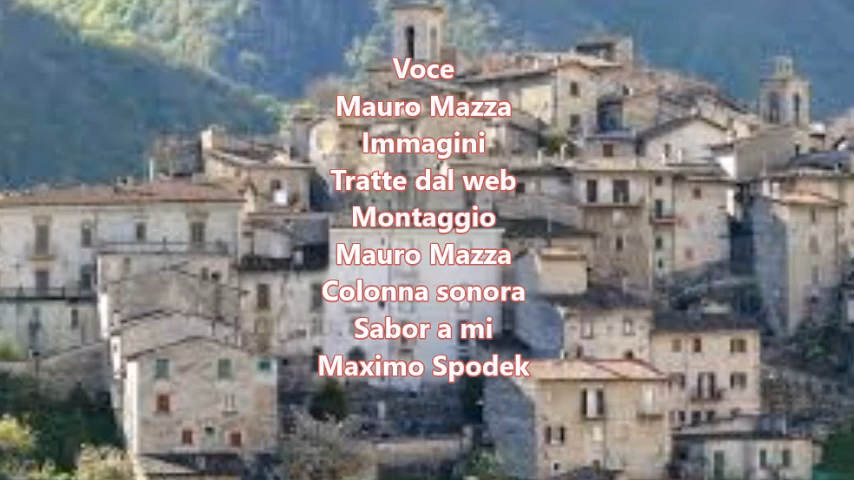 Voce
Mauro Mazza
Immagini
Tratte dal web
Montaggio
Mauro Mazza
Colonna sonora
Sabor a mi
Maximo Spodek